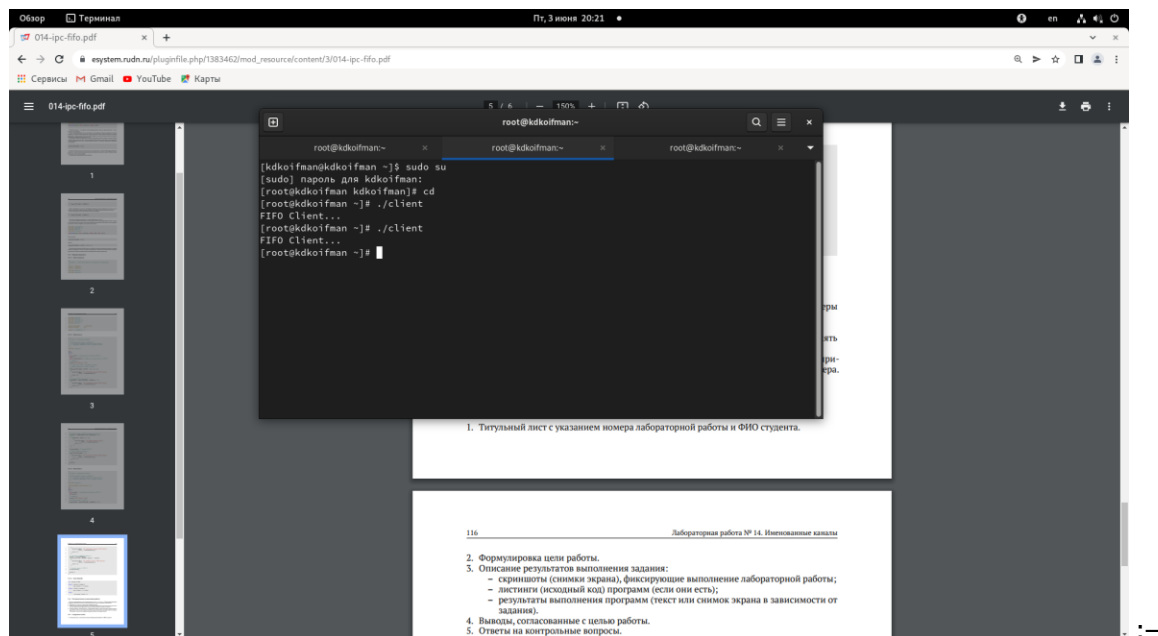 Обзор Терминал Пт, 3 июня 20:21 en
014-ipc-fifo.pdf
esystem.rudn.ru/pluginfile.php/1383462/mod_resource/content/3/014-ipc-fifo.pdf
Сервисы Gmail YouTube Карты
014-ipc-fifo.pdf 5 / 6 150%
root@kdkoifman:~
root@kdkoifman:~ root@kdkoifman:~ root@kdkoifman:~
[kdkoifman@kdkoifman ~]$ sudo su
[sudo] пароль для kdkoifman:
[root@kdkoifman kdkoifman]# cd
[root@kdkoifman ~]# ./client
FIFO Client...
[root@kdkoifman ~]# ./client
FIFO Client...
[root@kdkoifman ~]#
1
2
3
4
5
еры
ять
при-
ера.
1. Титульный лист с указанием номера лабораторной работы и ФИО студента.
116 Лабораторная работа № 14. Именованные каналы
2. Формулировка цели работы.
3. Описание результатов выполнения задания:
– скриншоты (снимки экрана), фиксирующие выполнение лабораторной работы;
– листинги (исходный код) программ (если они есть);
– результаты выполнения программ (текст или снимок экрана в зависимости от
задания).
4. Выводы, согласованные с целью работы.
5. Ответы на контрольные вопросы.